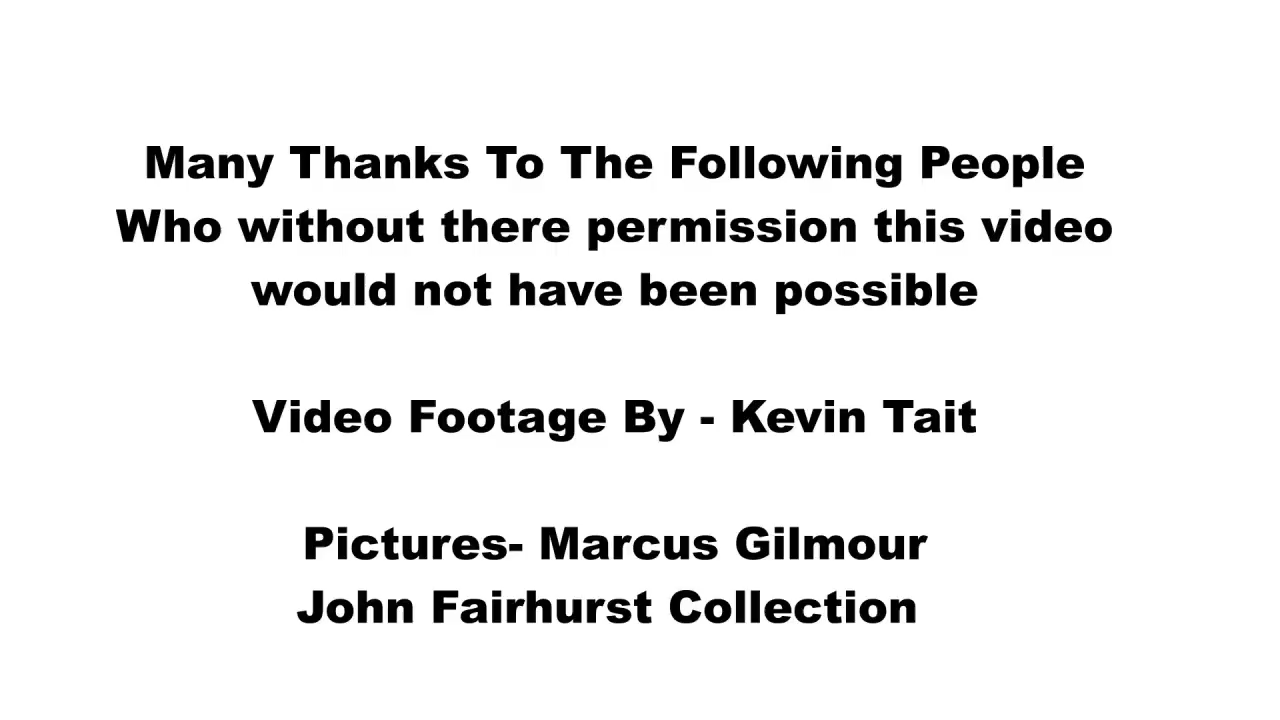 Many Thanks To The Following People
Who without there permission this video
would not have been possible
Video Footage By - Kevin Tait
Pictures- Marcus Gilmour
John Fairhurst Collection